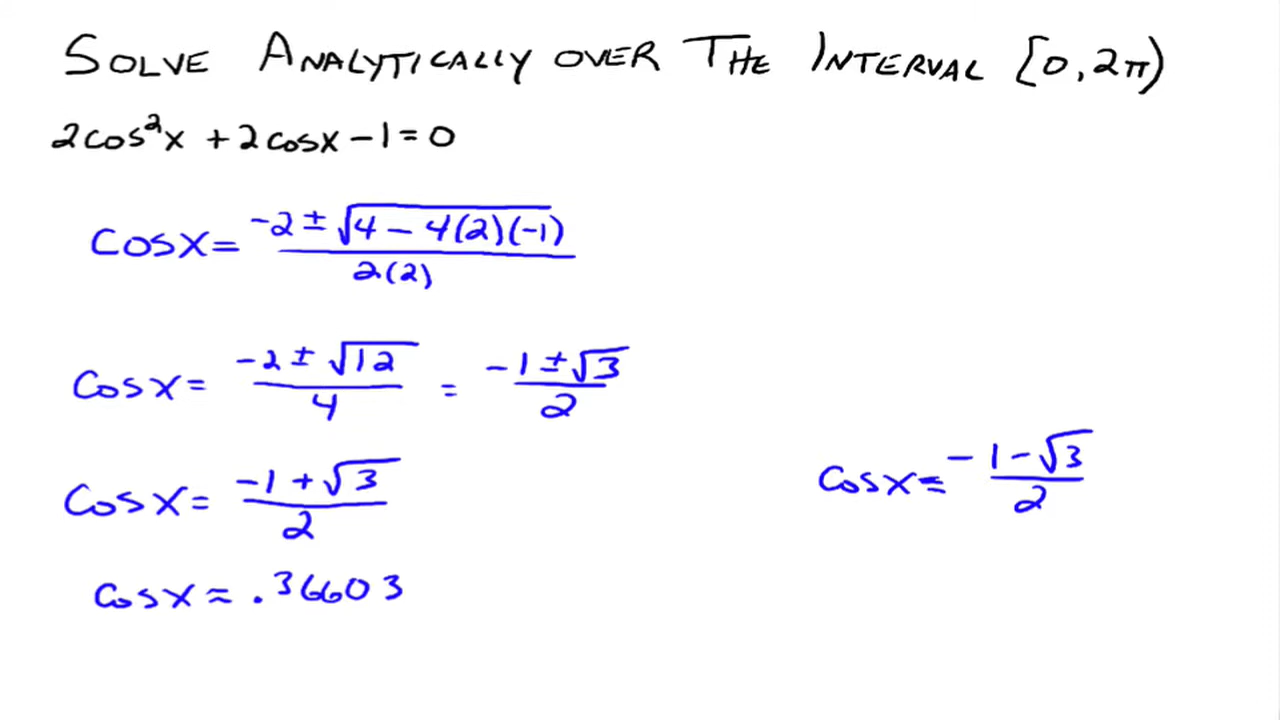 SOLVE ANALYTICALLY OVER THE INTERVAL [0, 2π)
2cos²x + 2cosx - 1 = 0
cosx = (-2 ± √(4 - 4(2)(-1))) / 2(2)
cosx = (-2 ± √12) / 4 = (-1 ± √3) / 2
cosx = (-1 + √3) / 2
cosx = (-1 - √3) / 2
cosx ≈ .36603